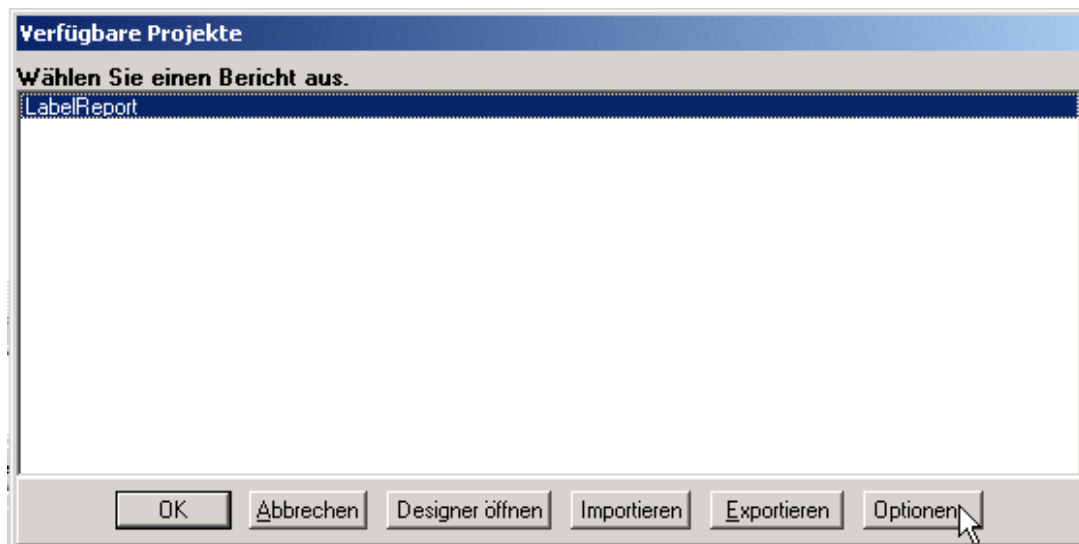 Verfügbare Projekte
Wählen Sie einen Bericht aus.
LabelReport
OK Abbrechen Designer öffnen Importieren Exportieren Optionen